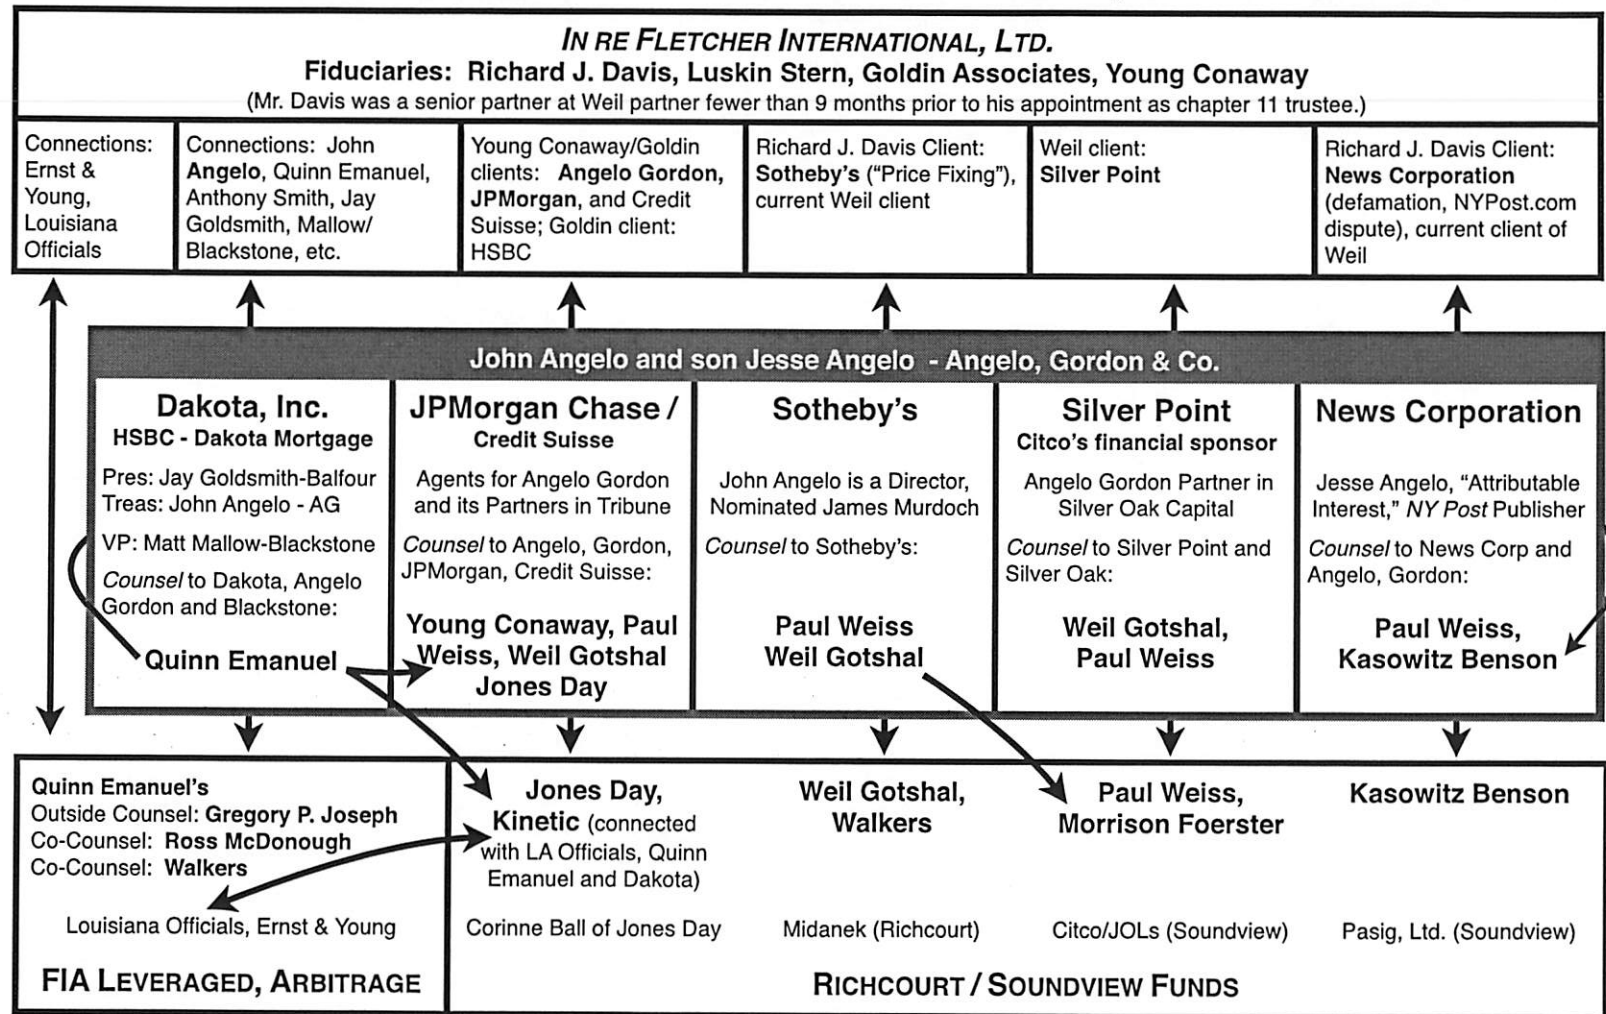 IN RE FLETCHER INTERNATIONAL, LTD.
Fiduciaries: Richard J. Davis, Luskin Stern, Goldin Associates, Young Conaway
(Mr. Davis was a senior partner at Weil partner fewer than 9 months prior to his appointment as chapter 11 trustee.)
Connections:
Ernst &
Young,
Louisiana
Officials
Connections: John
Angelo, Quinn Emanuel,
Anthony Smith, Jay
Goldsmith, Mallow/
Blackstone, etc.
Young Conaway/Goldin
clients: Angelo Gordon,
JPMorgan, and Credit
Suisse; Goldin client:
HSBC
Richard J. Davis Client:
Sotheby's ("Price Fixing"),
current Weil client
Weil client:
Silver Point
Richard J. Davis Client:
News Corporation
(defamation, NYPost.com
dispute), current client of
Weil
John Angelo and son Jesse Angelo - Angelo, Gordon & Co.
Dakota, Inc.
HSBC - Dakota Mortgage
Pres: Jay Goldsmith-Balfour
Treas: John Angelo - AG
VP: Matt Mallow-Blackstone
Counsel to Dakota, Angelo
Gordon and Blackstone:
Quinn Emanuel
JPMorgan Chase /
Credit Suisse
Agents for Angelo Gordon
and its Partners in Tribune
Counsel to Angelo, Gordon,
JPMorgan, Credit Suisse:
Young Conaway, Paul
Weiss, Weil Gotshal
Jones Day
Sotheby's
John Angelo is a Director,
Nominated James Murdoch
Counsel to Sotheby's:
Paul Weiss
Weil Gotshal
Silver Point
Citco's financial sponsor
Angelo Gordon Partner in
Silver Oak Capital
Counsel to Silver Point and
Silver Oak:
Weil Gotshal,
Paul Weiss
News Corporation
Jesse Angelo, "Attributable
Interest," NY Post Publisher
Counsel to News Corp and
Angelo, Gordon:
Paul Weiss,
Kasowitz Benson
Quinn Emanuel's
Outside Counsel: Gregory P. Joseph
Co-Counsel: Ross McDonough
Co-Counsel: Walkers
Louisiana Officials, Ernst & Young
FIA LEVERAGED, ARBITRAGE
Jones Day,
Kinetic (connected
with LA Officials, Quinn
Emanuel and Dakota)
Corinne Ball of Jones Day
Weil Gotshal,
Walkers
Midanek (Richcourt)
Paul Weiss,
Morrison Foerster
Citco/JOLs (Soundview)
Kasowitz Benson
Pasig, Ltd. (Soundview)
RICHCOURT / SOUNDVIEW FUNDS